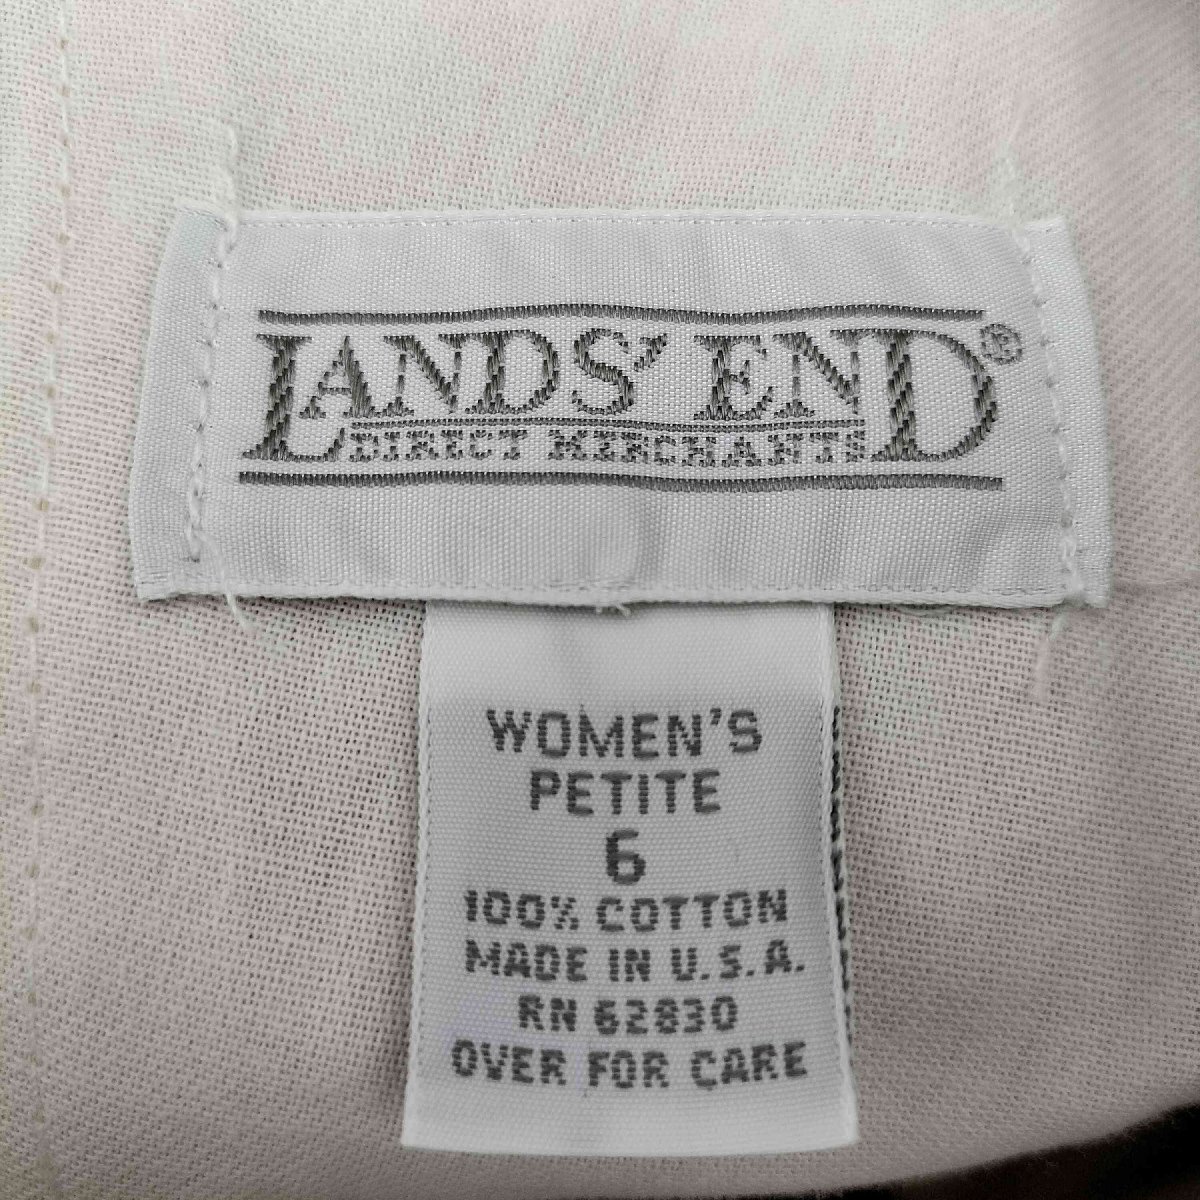 LANDS' END®
DIRECT MERCHANTS
WOMEN'S
PETITE
6
100% COTTON
MADE IN U.S.A.
RN 62830
OVER FOR CARE